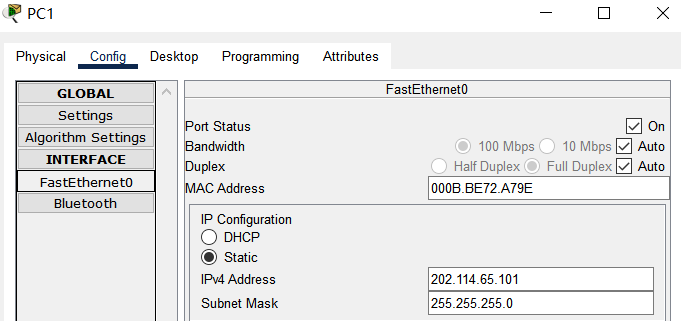 PC1
Physical Config Desktop Programming Attributes
GLOBAL
Settings
Algorithm Settings
INTERFACE
FastEthernet0
Bluetooth
FastEthernet0
Port Status On
Bandwidth 100 Mbps 10 Mbps Auto
Duplex Half Duplex Full Duplex Auto
MAC Address 000B.BE72.A79E
IP Configuration
DHCP
Static
IPv4 Address 202.114.65.101
Subnet Mask 255.255.255.0